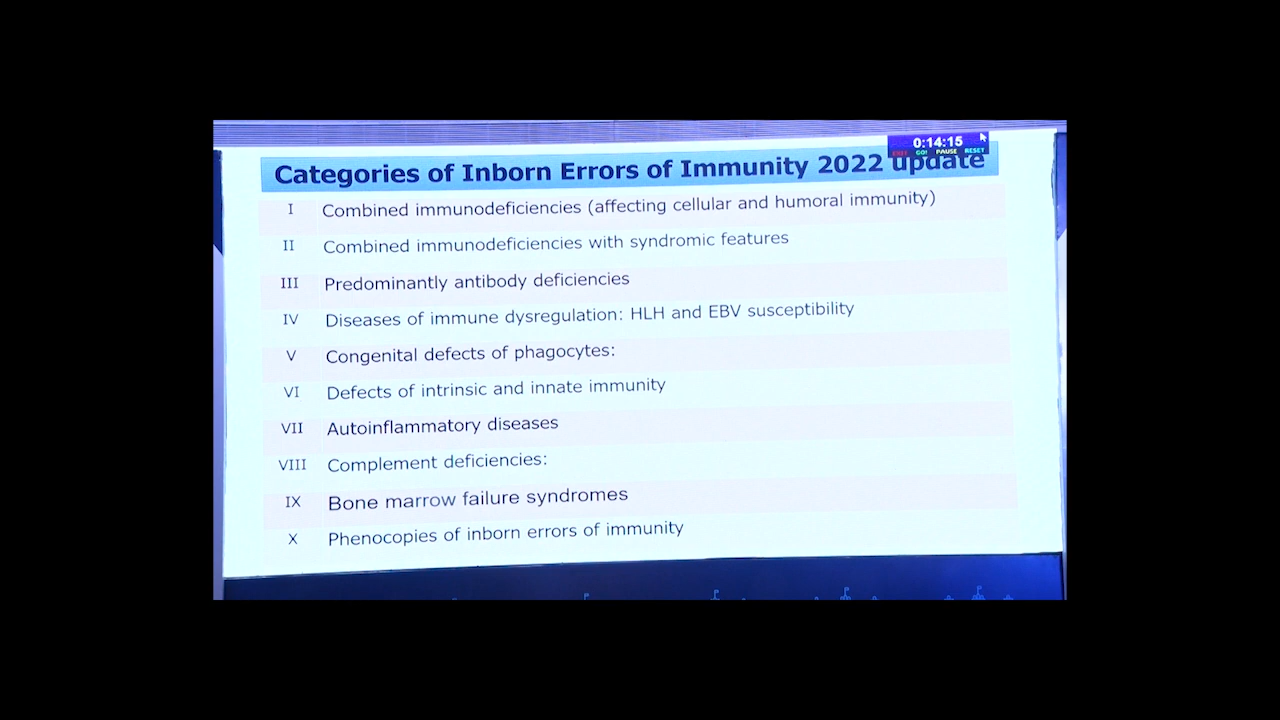 0:14:15
EXIT GO! PAUSE RESET
Categories of Inborn Errors of Immunity 2022 update
I Combined immunodeficiencies (affecting cellular and humoral immunity)
II Combined immunodeficiencies with syndromic features
III Predominantly antibody deficiencies
IV Diseases of immune dysregulation: HLH and EBV susceptibility
V Congenital defects of phagocytes:
VI Defects of intrinsic and innate immunity
VII Autoinflammatory diseases
VIII Complement deficiencies:
IX Bone marrow failure syndromes
X Phenocopies of inborn errors of immunity